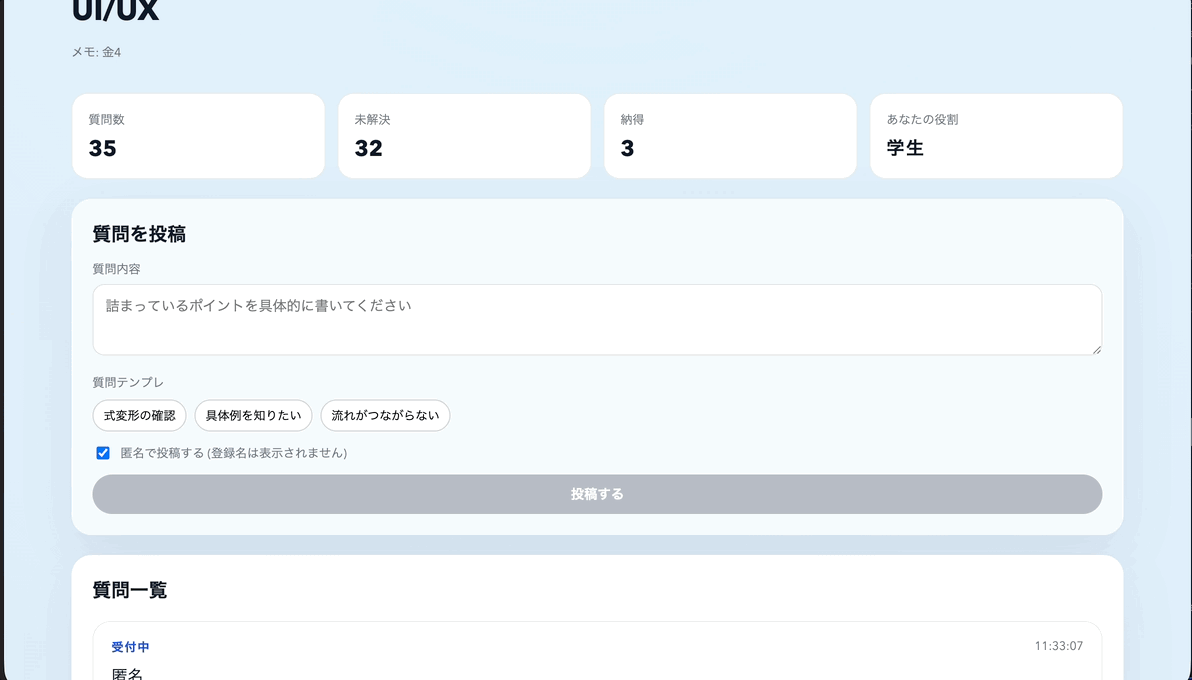 UI/UX
メモ: 金4
質問数
35
未解決
32
納得
3
あなたの役割
学生
質問を投稿
質問内容
詰まっているポイントを具体的に書いてください
質問テンプレ
式変形の確認
具体例を知りたい
流れがつながらない
匿名で投稿する (登録名は表示されません)
投稿する
質問一覧
受付中
11:33:07
匿名